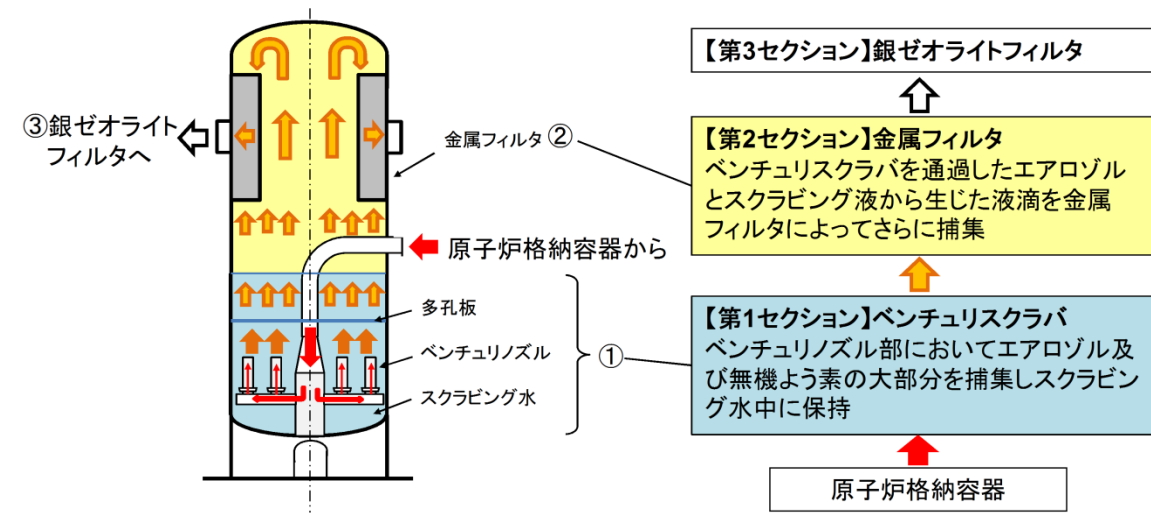 ③銀ゼオライト
フィルタへ
金属フィルタ②
原子炉格納容器から
多孔板
ベンチュリノズル
スクラビング水
①
【第3セクション】銀ゼオライトフィルタ
【第2セクション】金属フィルタ
ベンチュリスクラバを通過したエアロゾル
とスクラビング液から生じた液滴を金属
フィルタによってさらに捕集
【第1セクション】ベンチュリスクラバ
ベンチュリノズル部においてエアロゾル及
び無機よう素の大部分を捕集しスクラビン
グ水中に保持
原子炉格納容器